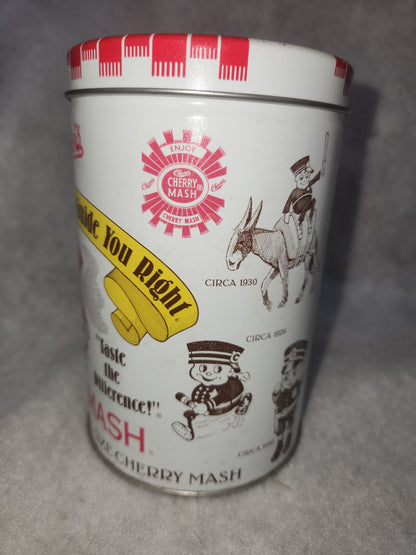 ENJOY
Chase
CHERRY
MASH®
Chase
Chase
CHERRY MASH
CIRCA 1930
You Right
"Taste
the
Difference!"®
CIRCA 1926
MASH®
CHERRY MASH